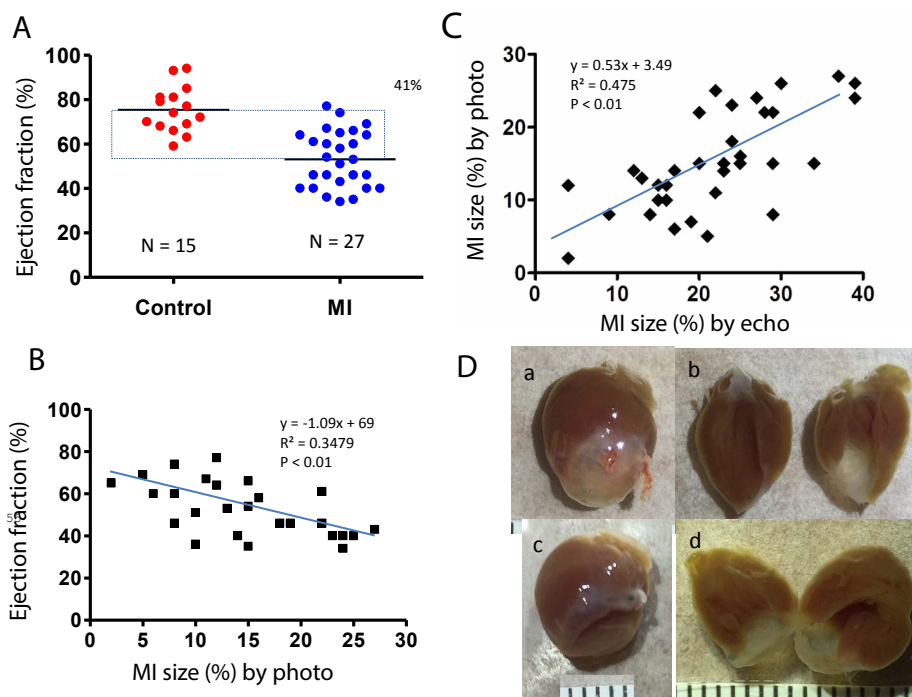 A
Ejection fraction (%)
100
80
60
40
20
0
41%
N = 15
N = 27
Control
MI
B
Ejection fraction (%)
100
80
60
40
20
0
y = -1.09x + 69
R² = 0.3479
P < 0.01
0
5
10
15
20
25
30
MI size (%) by photo
C
MI size (%) by photo
30
20
10
0
y = 0.53x + 3.49
R² = 0.475
P < 0.01
0
10
20
30
40
MI size (%) by echo
D
a
b
c
d